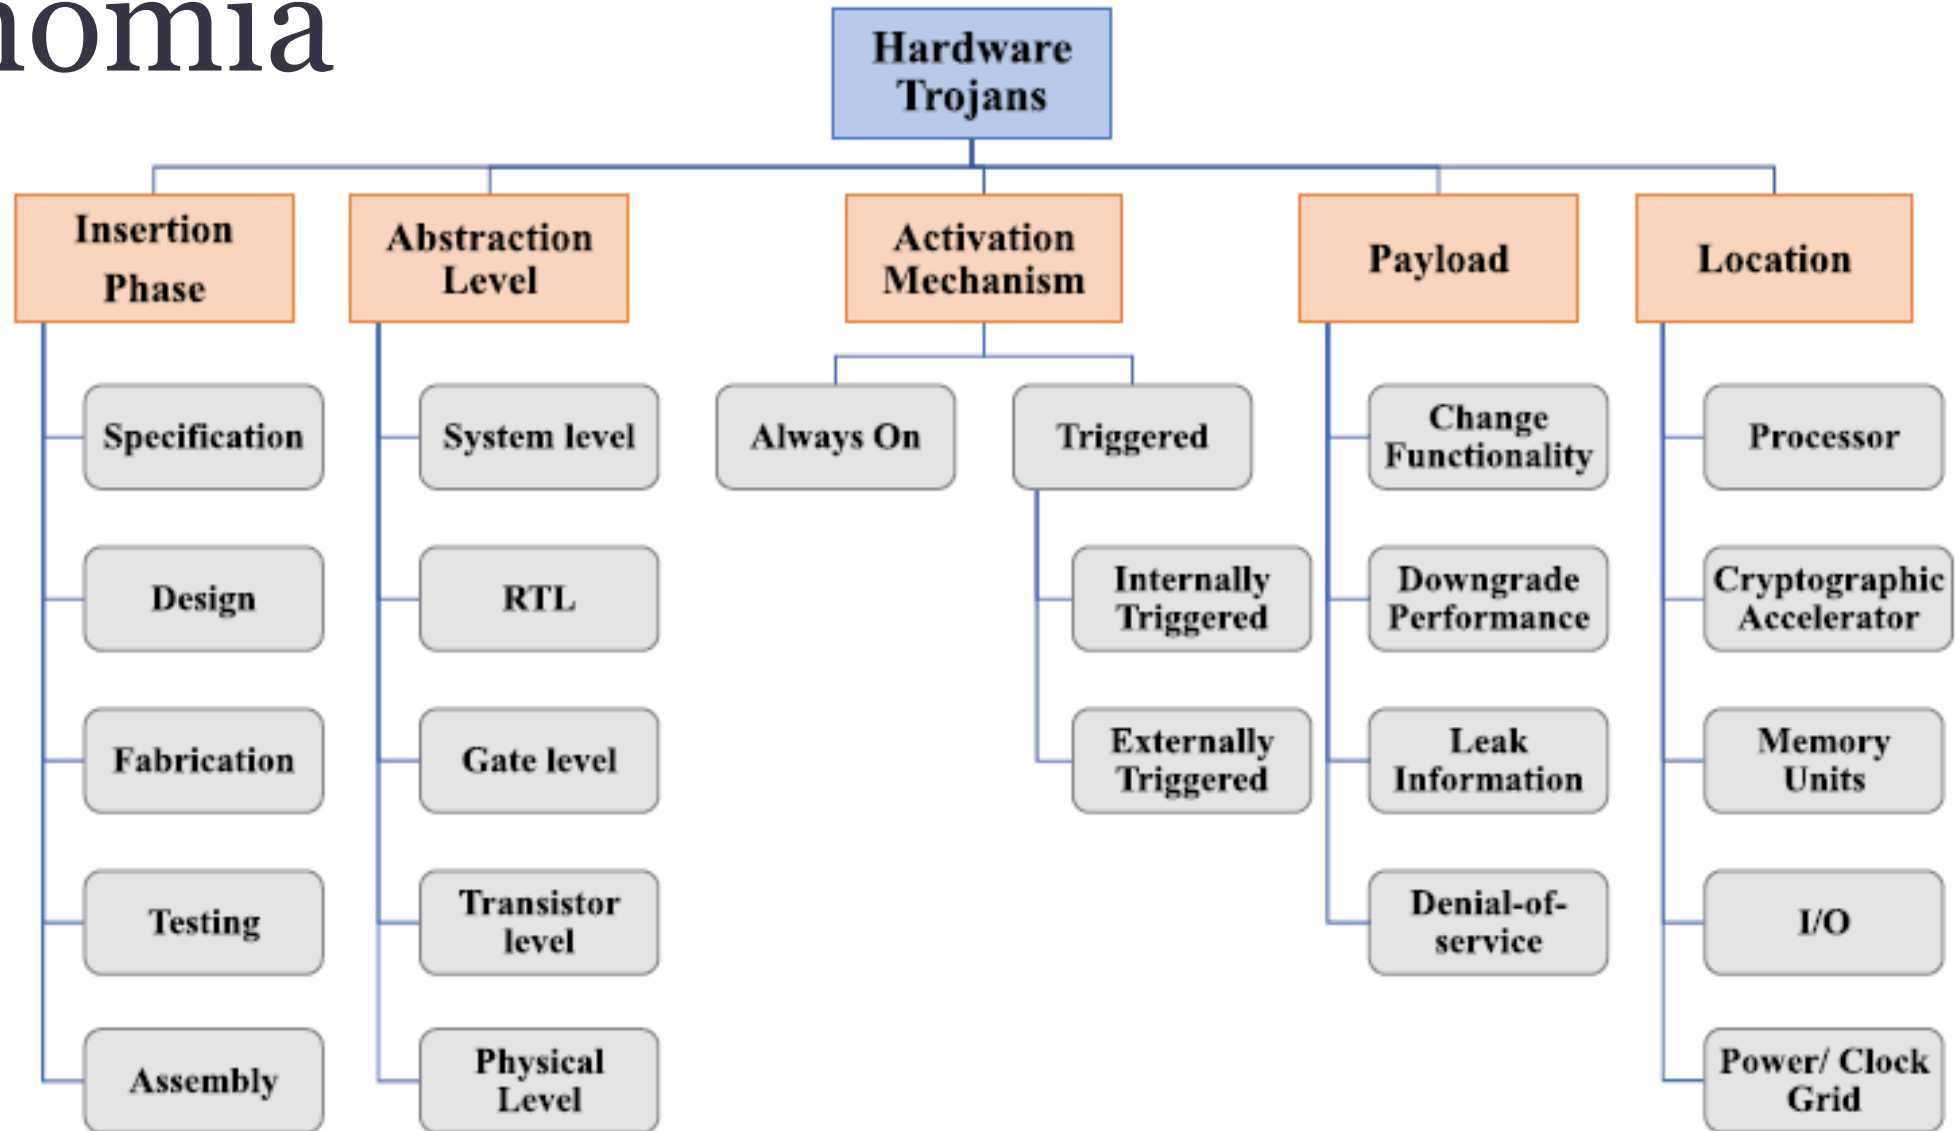 nomia
Hardware
Trojans
Insertion
Phase
Specification
Design
Fabrication
Testing
Assembly
Abstraction
Level
System level
RTL
Gate level
Transistor
level
Physical
Level
Activation
Mechanism
Always On
Triggered
Internally
Triggered
Externally
Triggered
Payload
Change
Functionality
Downgrade
Performance
Leak
Information
Denial-of-
service
Location
Processor
Cryptographic
Accelerator
Memory
Units
I/O
Power/ Clock
Grid